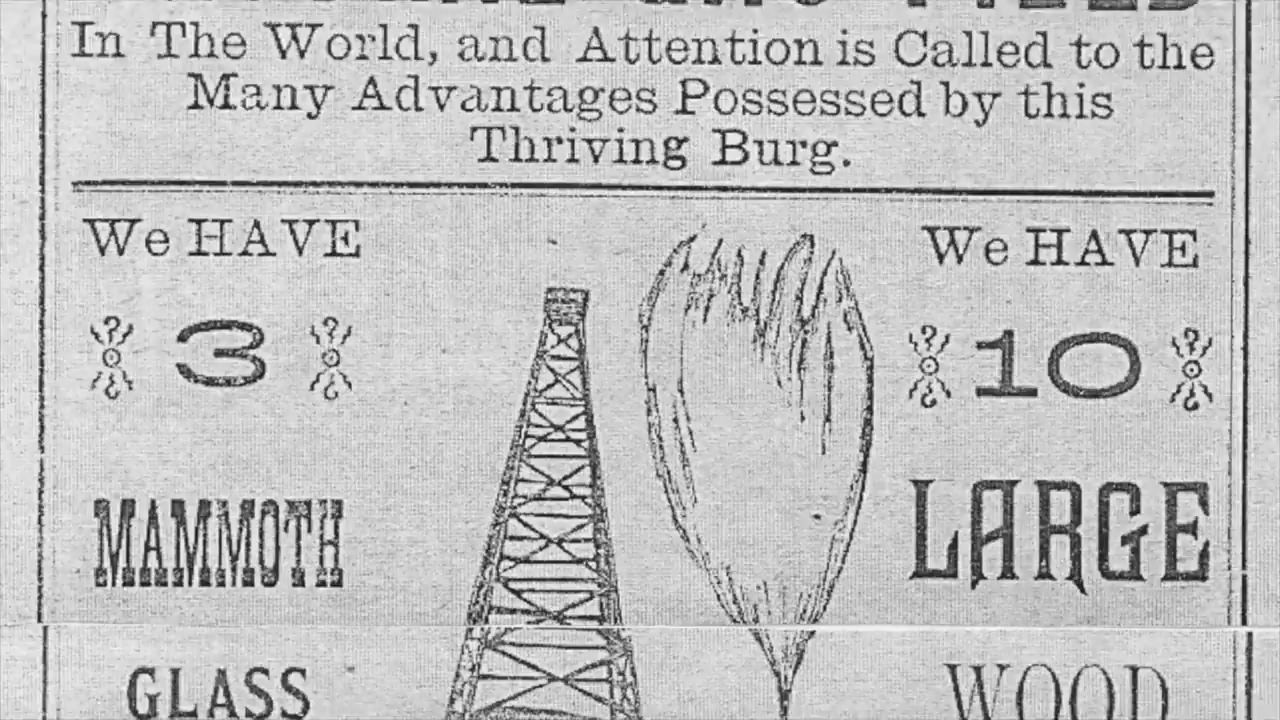 In The World, and Attention is Called to the
Many Advantages Possessed by this
Thriving Burg.
We HAVE
3
MAMMOTH
GLASS
We HAVE
10
LARGE
WOOD